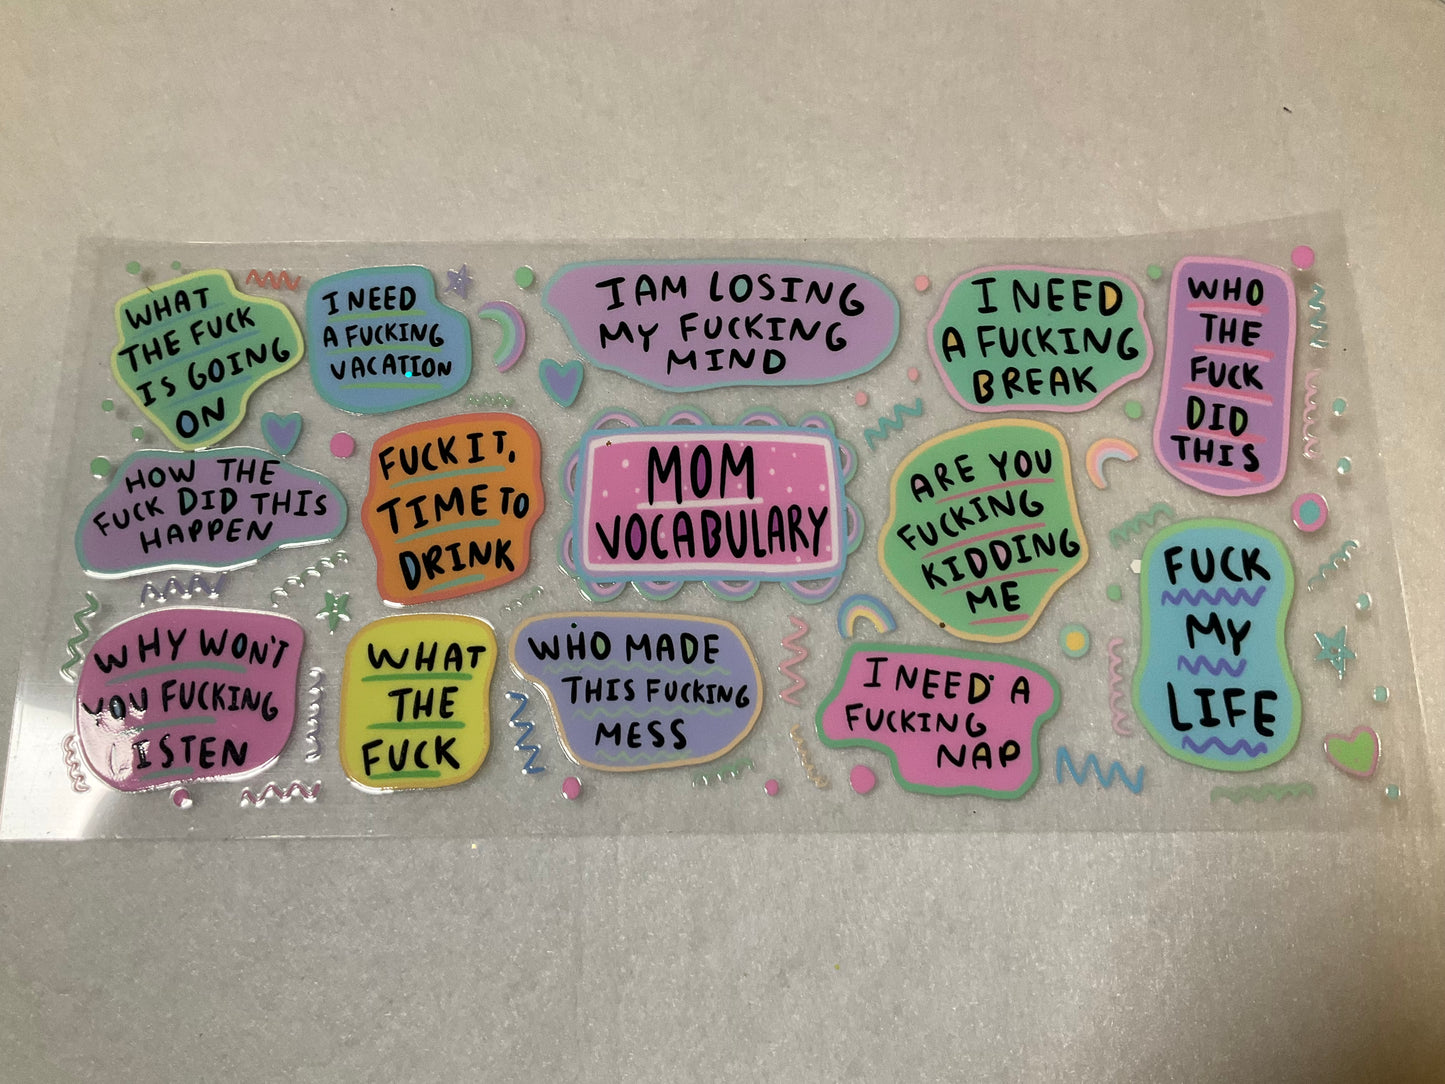 WHAT
THE FUCK
IS GOING
ON
I NEED
A FUCKING
VACATION
I AM LOSING
MY FUCKING
MIND
I NEED
A FUCKING
BREAK
WHO
THE
FUCK
DID
THIS
HOW THE
FUCK DID THIS
HAPPEN
FUCK IT,
TIME TO
DRINK
MOM
VOCABULARY
ARE YOU
FUCKING
KIDDING
ME
FUCK
MY
LIFE
WHY WON'T
YOU FUCKING
LISTEN
WHAT
THE
FUCK
WHO MADE
THIS FUCKING
MESS
I NEED A
FUCKING
NAP